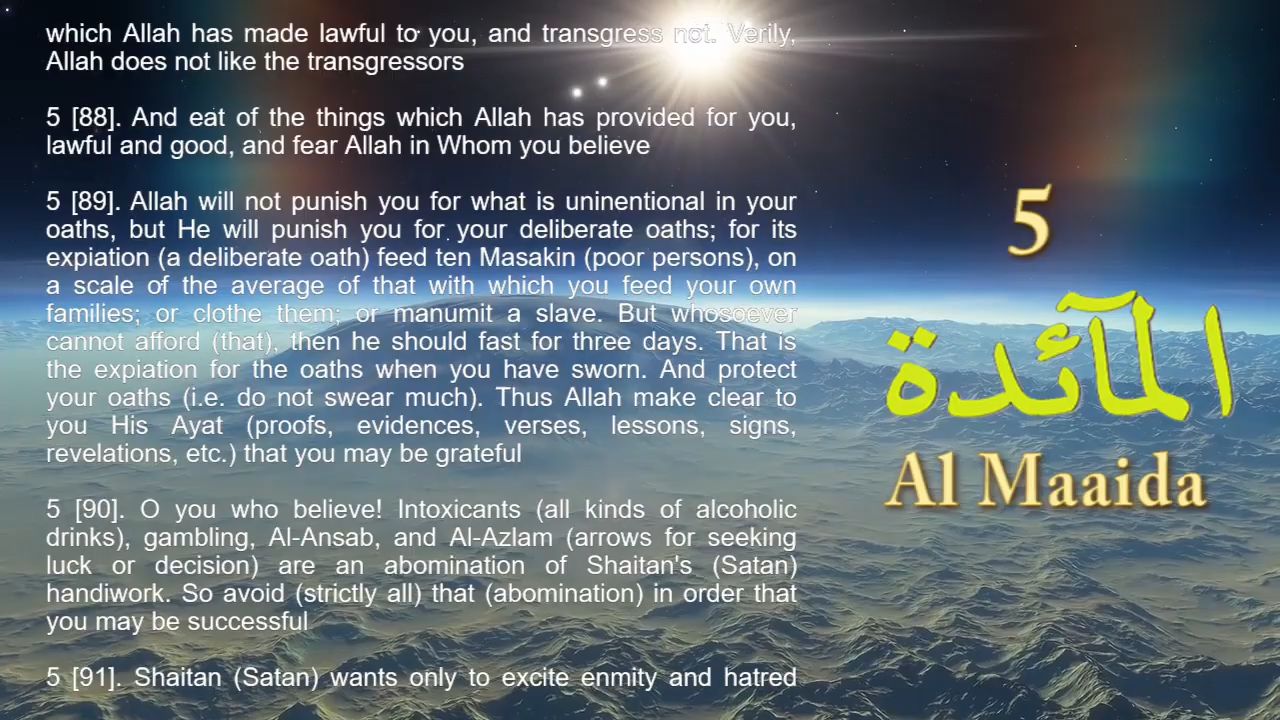 which Allah has made lawful to you, and transgress not. Verily,
Allah does not like the transgressors
5 [88]. And eat of the things which Allah has provided for you,
lawful and good, and fear Allah in Whom you believe
5 [89]. Allah will not punish you for what is uninentional in your
oaths, but He will punish you for your deliberate oaths; for its
expiation (a deliberate oath) feed ten Masakin (poor persons), on
a scale of the average of that with which you feed your own
families; or clothe them; or manumit a slave. But whosoever
cannot afford (that), then he should fast for three days. That is
the expiation for the oaths when you have sworn. And protect
your oaths (i.e. do not swear much). Thus Allah make clear to
you His Ayat (proofs, evidences, verses, lessons, signs,
revelations, etc.) that you may be grateful
5 [90]. O you who believe! Intoxicants (all kinds of alcoholic
drinks), gambling, Al-Ansab, and Al-Azlam (arrows for seeking
luck or decision) are an abomination of Shaitan's (Satan)
handiwork. So avoid (strictly all) that (abomination) in order that
you may be successful
5 [91]. Shaitan (Satan) wants only to excite enmity and hatred
5
المآئدة
Al Maaida